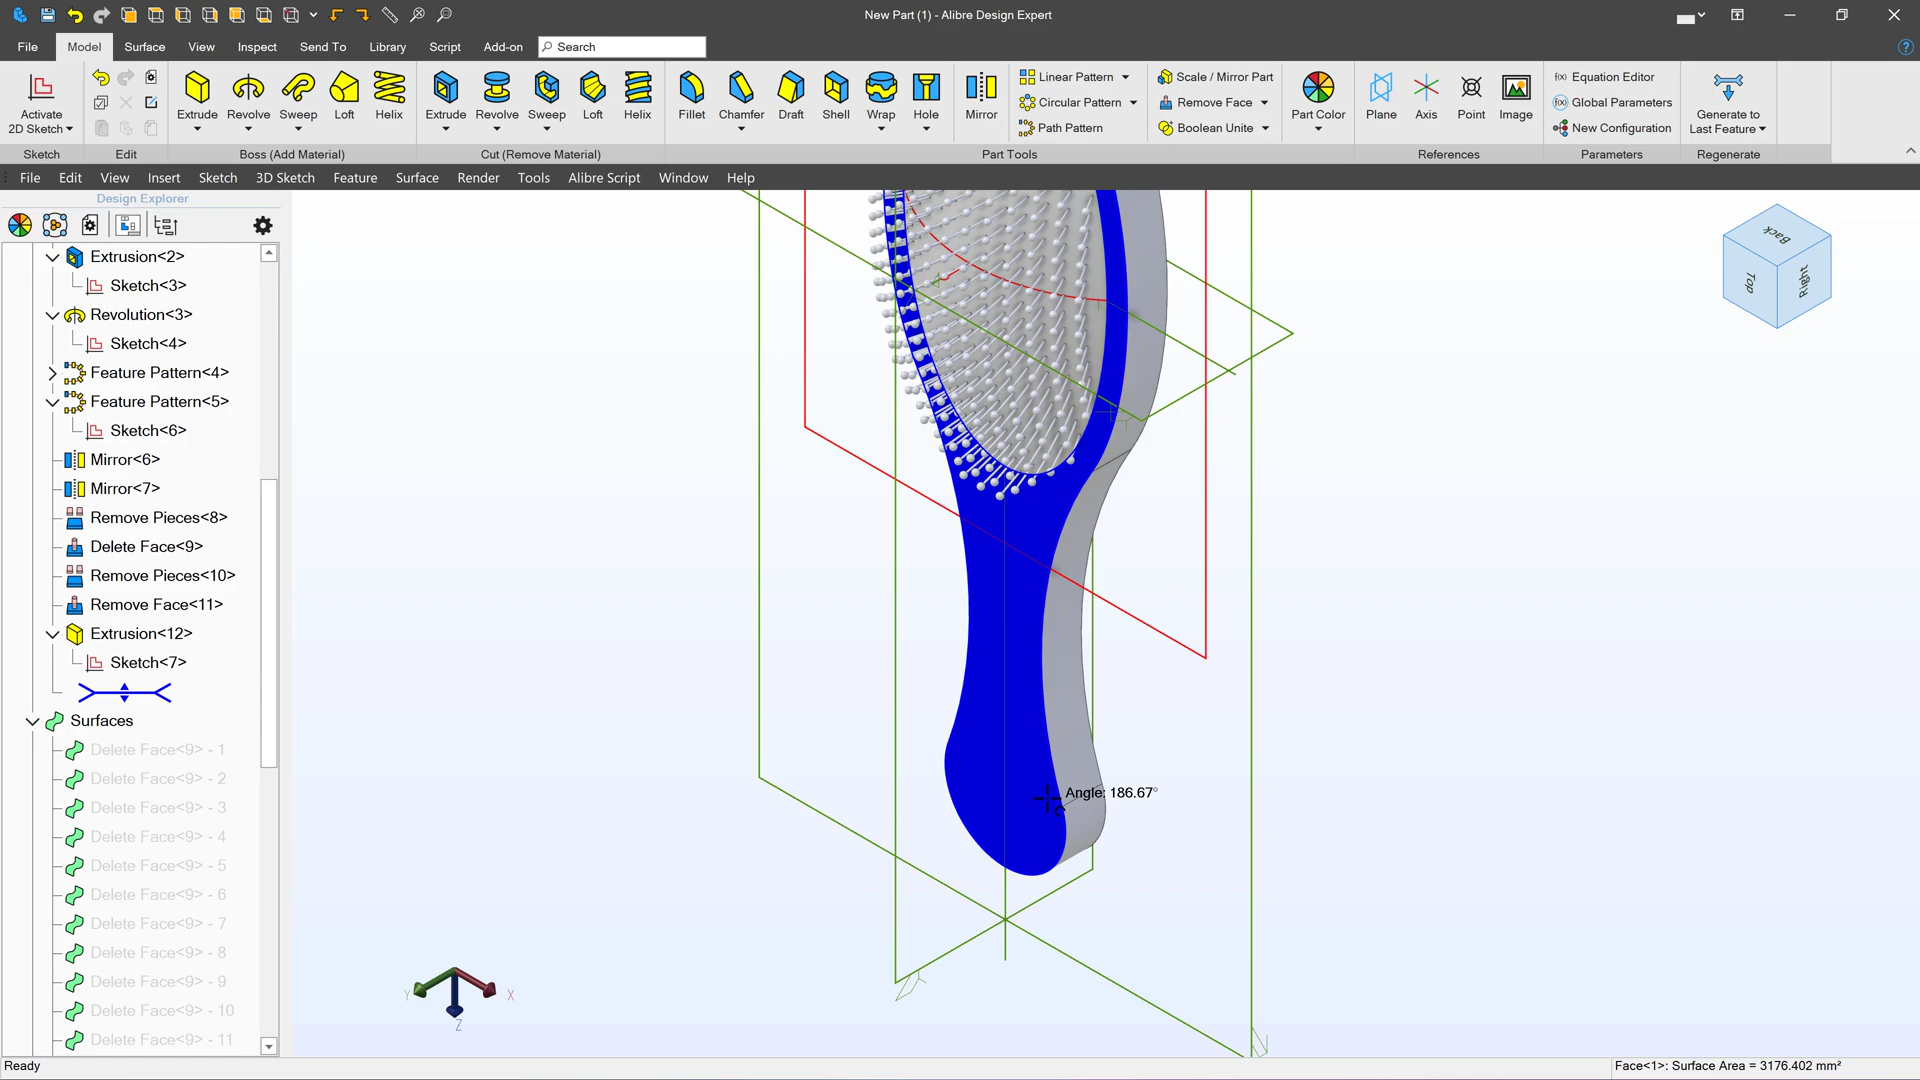 New Part (1) - Alibre Design Expert
File Model Surface View Inspect Send To Library Script Add-on Search
Activate
2D Sketch
Extrude Revolve Sweep Loft Helix
Extrude Revolve Sweep Loft Helix
Fillet Chamfer Draft Shell Wrap Hole Mirror
Linear Pattern
Circular Pattern
Path Pattern
Scale / Mirror Part
Remove Face
Boolean Unite
Part Color
Plane Axis Point Image
Equation Editor
Global Parameters
New Configuration
Generate to
Last Feature
Sketch Edit Boss (Add Material) Cut (Remove Material) Part Tools References Parameters Regenerate
File Edit View Insert Sketch 3D Sketch Feature Surface Render Tools Alibre Script Window Help
Design Explorer
Extrusion<2>
Sketch<3>
Revolution<3>
Sketch<4>
Feature Pattern<4>
Feature Pattern<5>
Sketch<6>
Mirror<6>
Mirror<7>
Remove Pieces<8>
Delete Face<9>
Remove Pieces<10>
Remove Face<11>
Extrusion<12>
Sketch<7>
Surfaces
Delete Face<9> - 1
Delete Face<9> - 2
Delete Face<9> - 3
Delete Face<9> - 4
Delete Face<9> - 5
Delete Face<9> - 6
Delete Face<9> - 7
Delete Face<9> - 8
Delete Face<9> - 9
Delete Face<9> - 10
Delete Face<9> - 11
Back
Top
Right
Angle: 186.67°
Y
X
Z
Ready
Face<1>: Surface Area = 3176.402 mm²